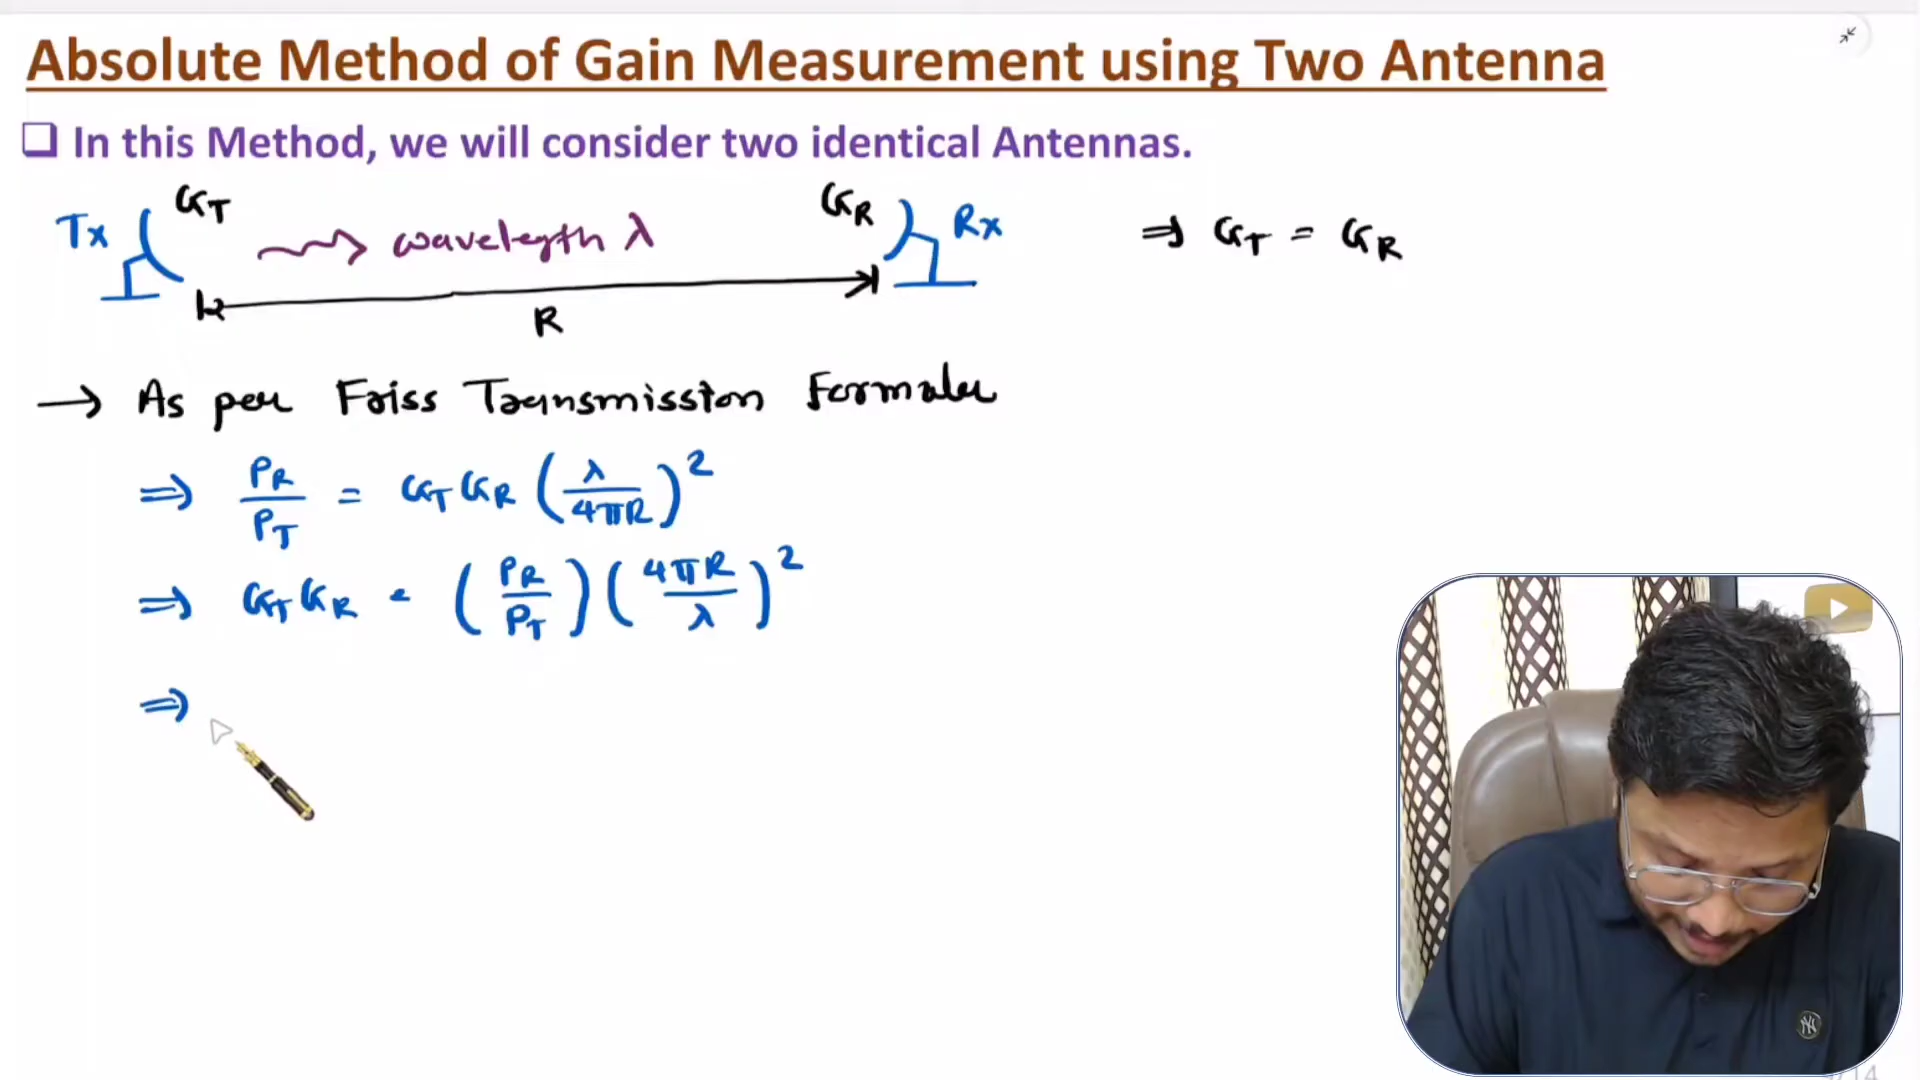 Absolute Method of Gain Measurement using Two Antenna
❑ In this Method, we will consider two identical Antennas.
Tx G_T wavelegth λ G_R Rx ⇒ G_T = G_R
R
→ As per Friss Transmission Formula
⇒ P_R/P_T = G_T G_R (λ/4πR)^2
⇒ G_T G_R = (P_R/P_T) (4πR/λ)^2
⇒